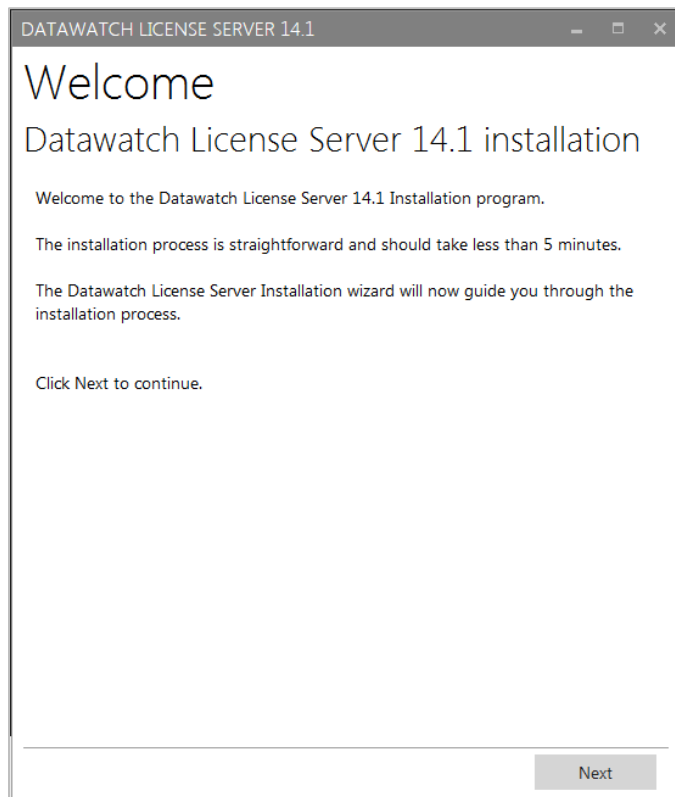 DATAWATCH LICENSE SERVER 14.1
Welcome
Datawatch License Server 14.1 installation
Welcome to the Datawatch License Server 14.1 Installation program.
The installation process is straightforward and should take less than 5 minutes.
The Datawatch License Server Installation wizard will now guide you through the
installation process.
Click Next to continue.
Next